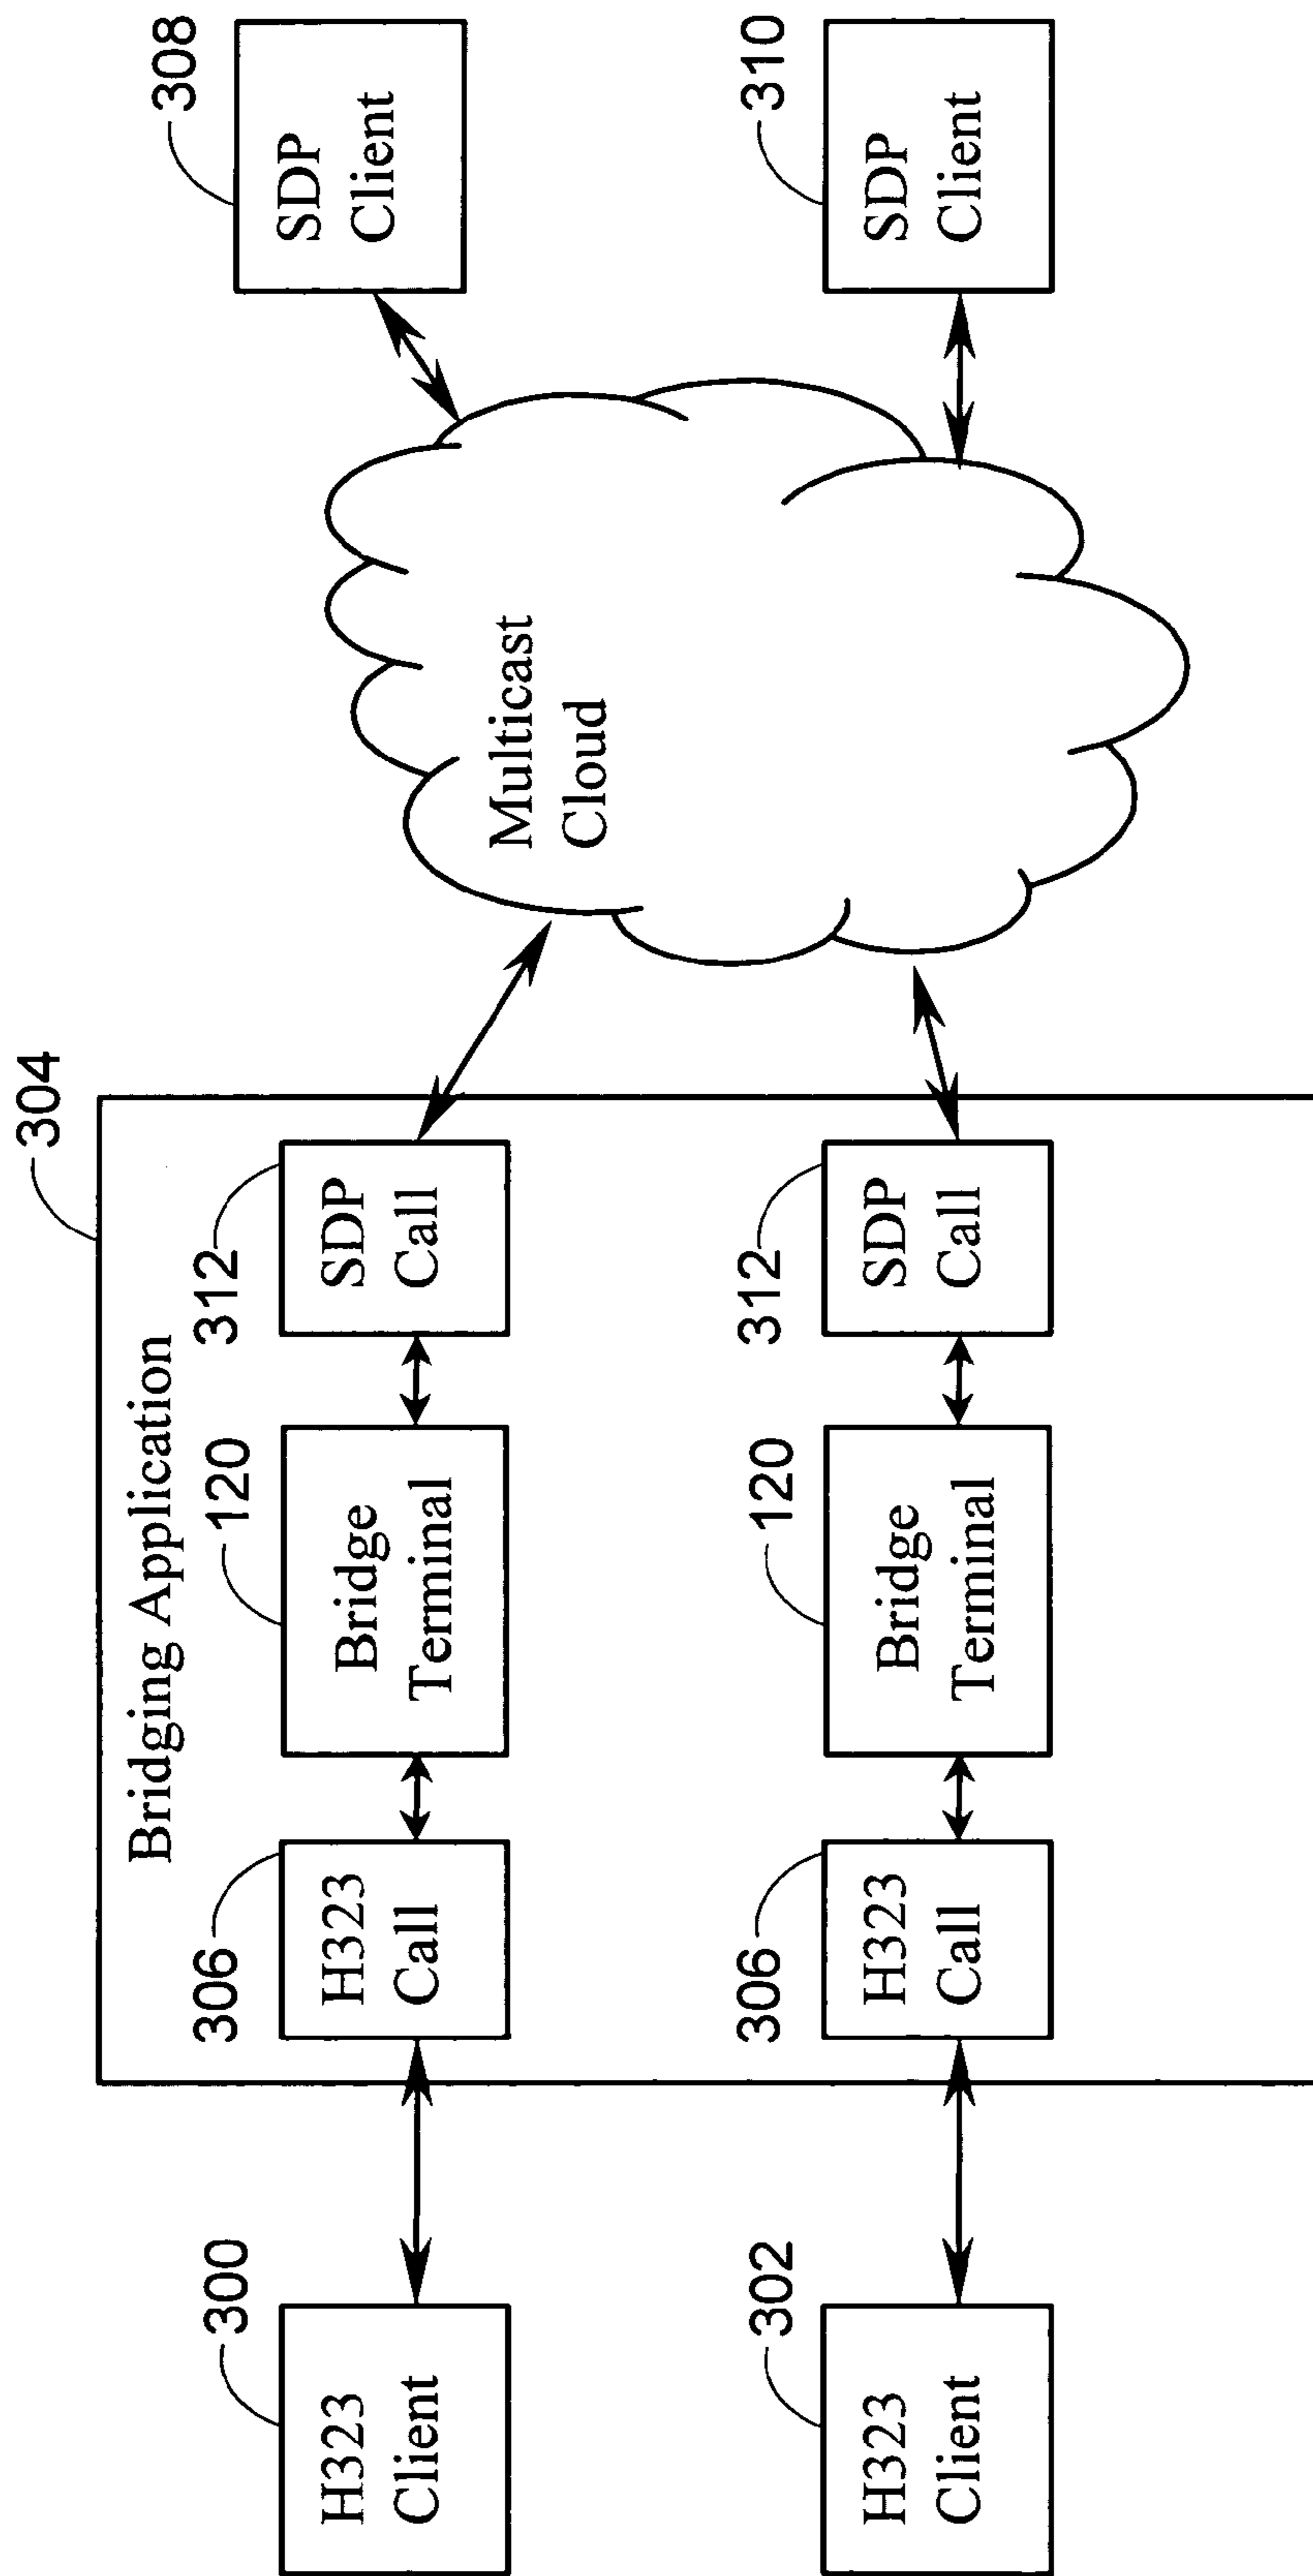 304
Bridging Application
300
H323
Client
306
H323
Call
120
Bridge
Terminal
312
SDP
Call
Multicast
Cloud
308
SDP
Client
302
H323
Client
306
H323
Call
120
Bridge
Terminal
312
SDP
Call
310
SDP
Client